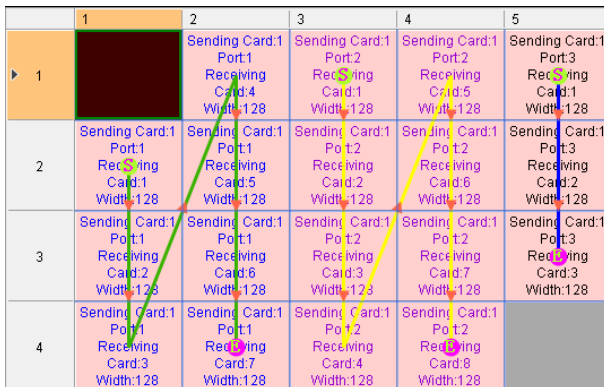 1 2 3 4 5
1
Sending Card:1
Port:1
Receiving
Card:4
Width:128
Sending Card:1
Port:2
Receiving
Card:1
Width:128
S
Sending Card:1
Port:2
Receiving
Card:5
Width:128
Sending Card:1
Port:3
Receiving
Card:1
Width:128
S
2
Sending Card:1
Port:1
Receiving
Card:1
Width:128
S
Sending Card:1
Port:1
Receiving
Card:5
Width:128
Sending Card:1
Port:2
Receiving
Card:2
Width:128
Sending Card:1
Port:2
Receiving
Card:6
Width:128
Sending Card:1
Port:3
Receiving
Card:2
Width:128
3
Sending Card:1
Port:1
Receiving
Card:2
Width:128
Sending Card:1
Port:1
Receiving
Card:6
Width:128
Sending Card:1
Port:2
Receiving
Card:3
Width:128
Sending Card:1
Port:2
Receiving
Card:7
Width:128
Sending Card:1
Port:3
Receiving
Card:3
Width:128
E
4
Sending Card:1
Port:1
Receiving
Card:3
Width:128
Sending Card:1
Port:1
Receiving
Card:7
Width:128
E
Sending Card:1
Port:2
Receiving
Card:4
Width:128
Sending Card:1
Port:2
Receiving
Card:8
Width:128
E